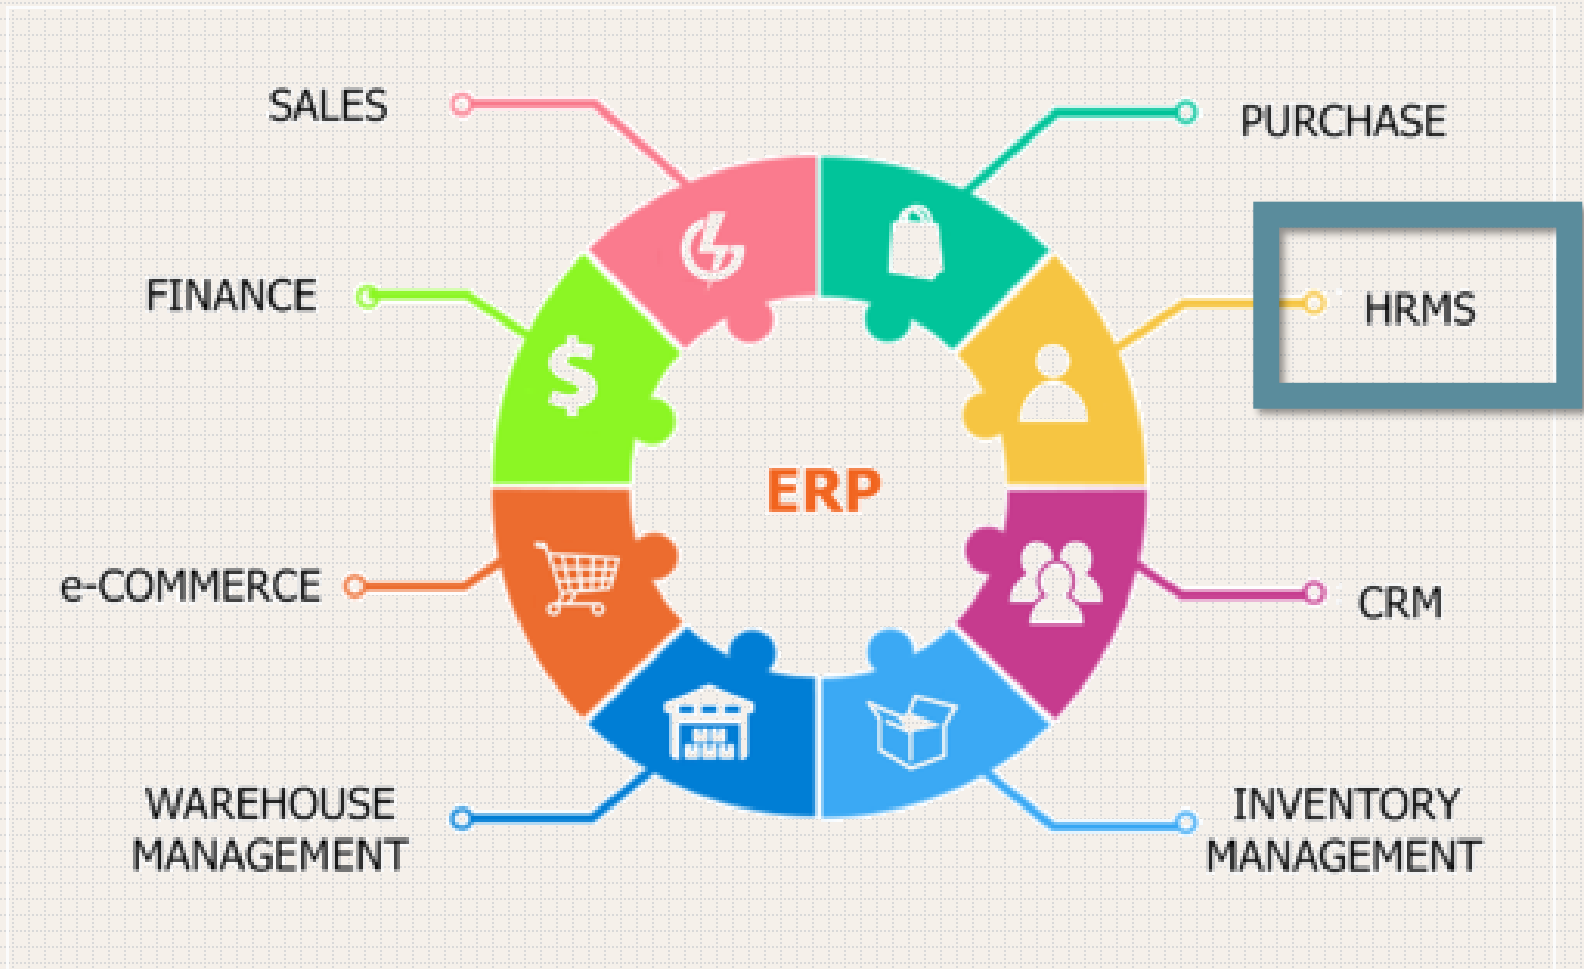 SALES
PURCHASE
FINANCE
HRMS
$
ERP
e-COMMERCE
CRM
WAREHOUSE
MANAGEMENT
INVENTORY
MANAGEMENT